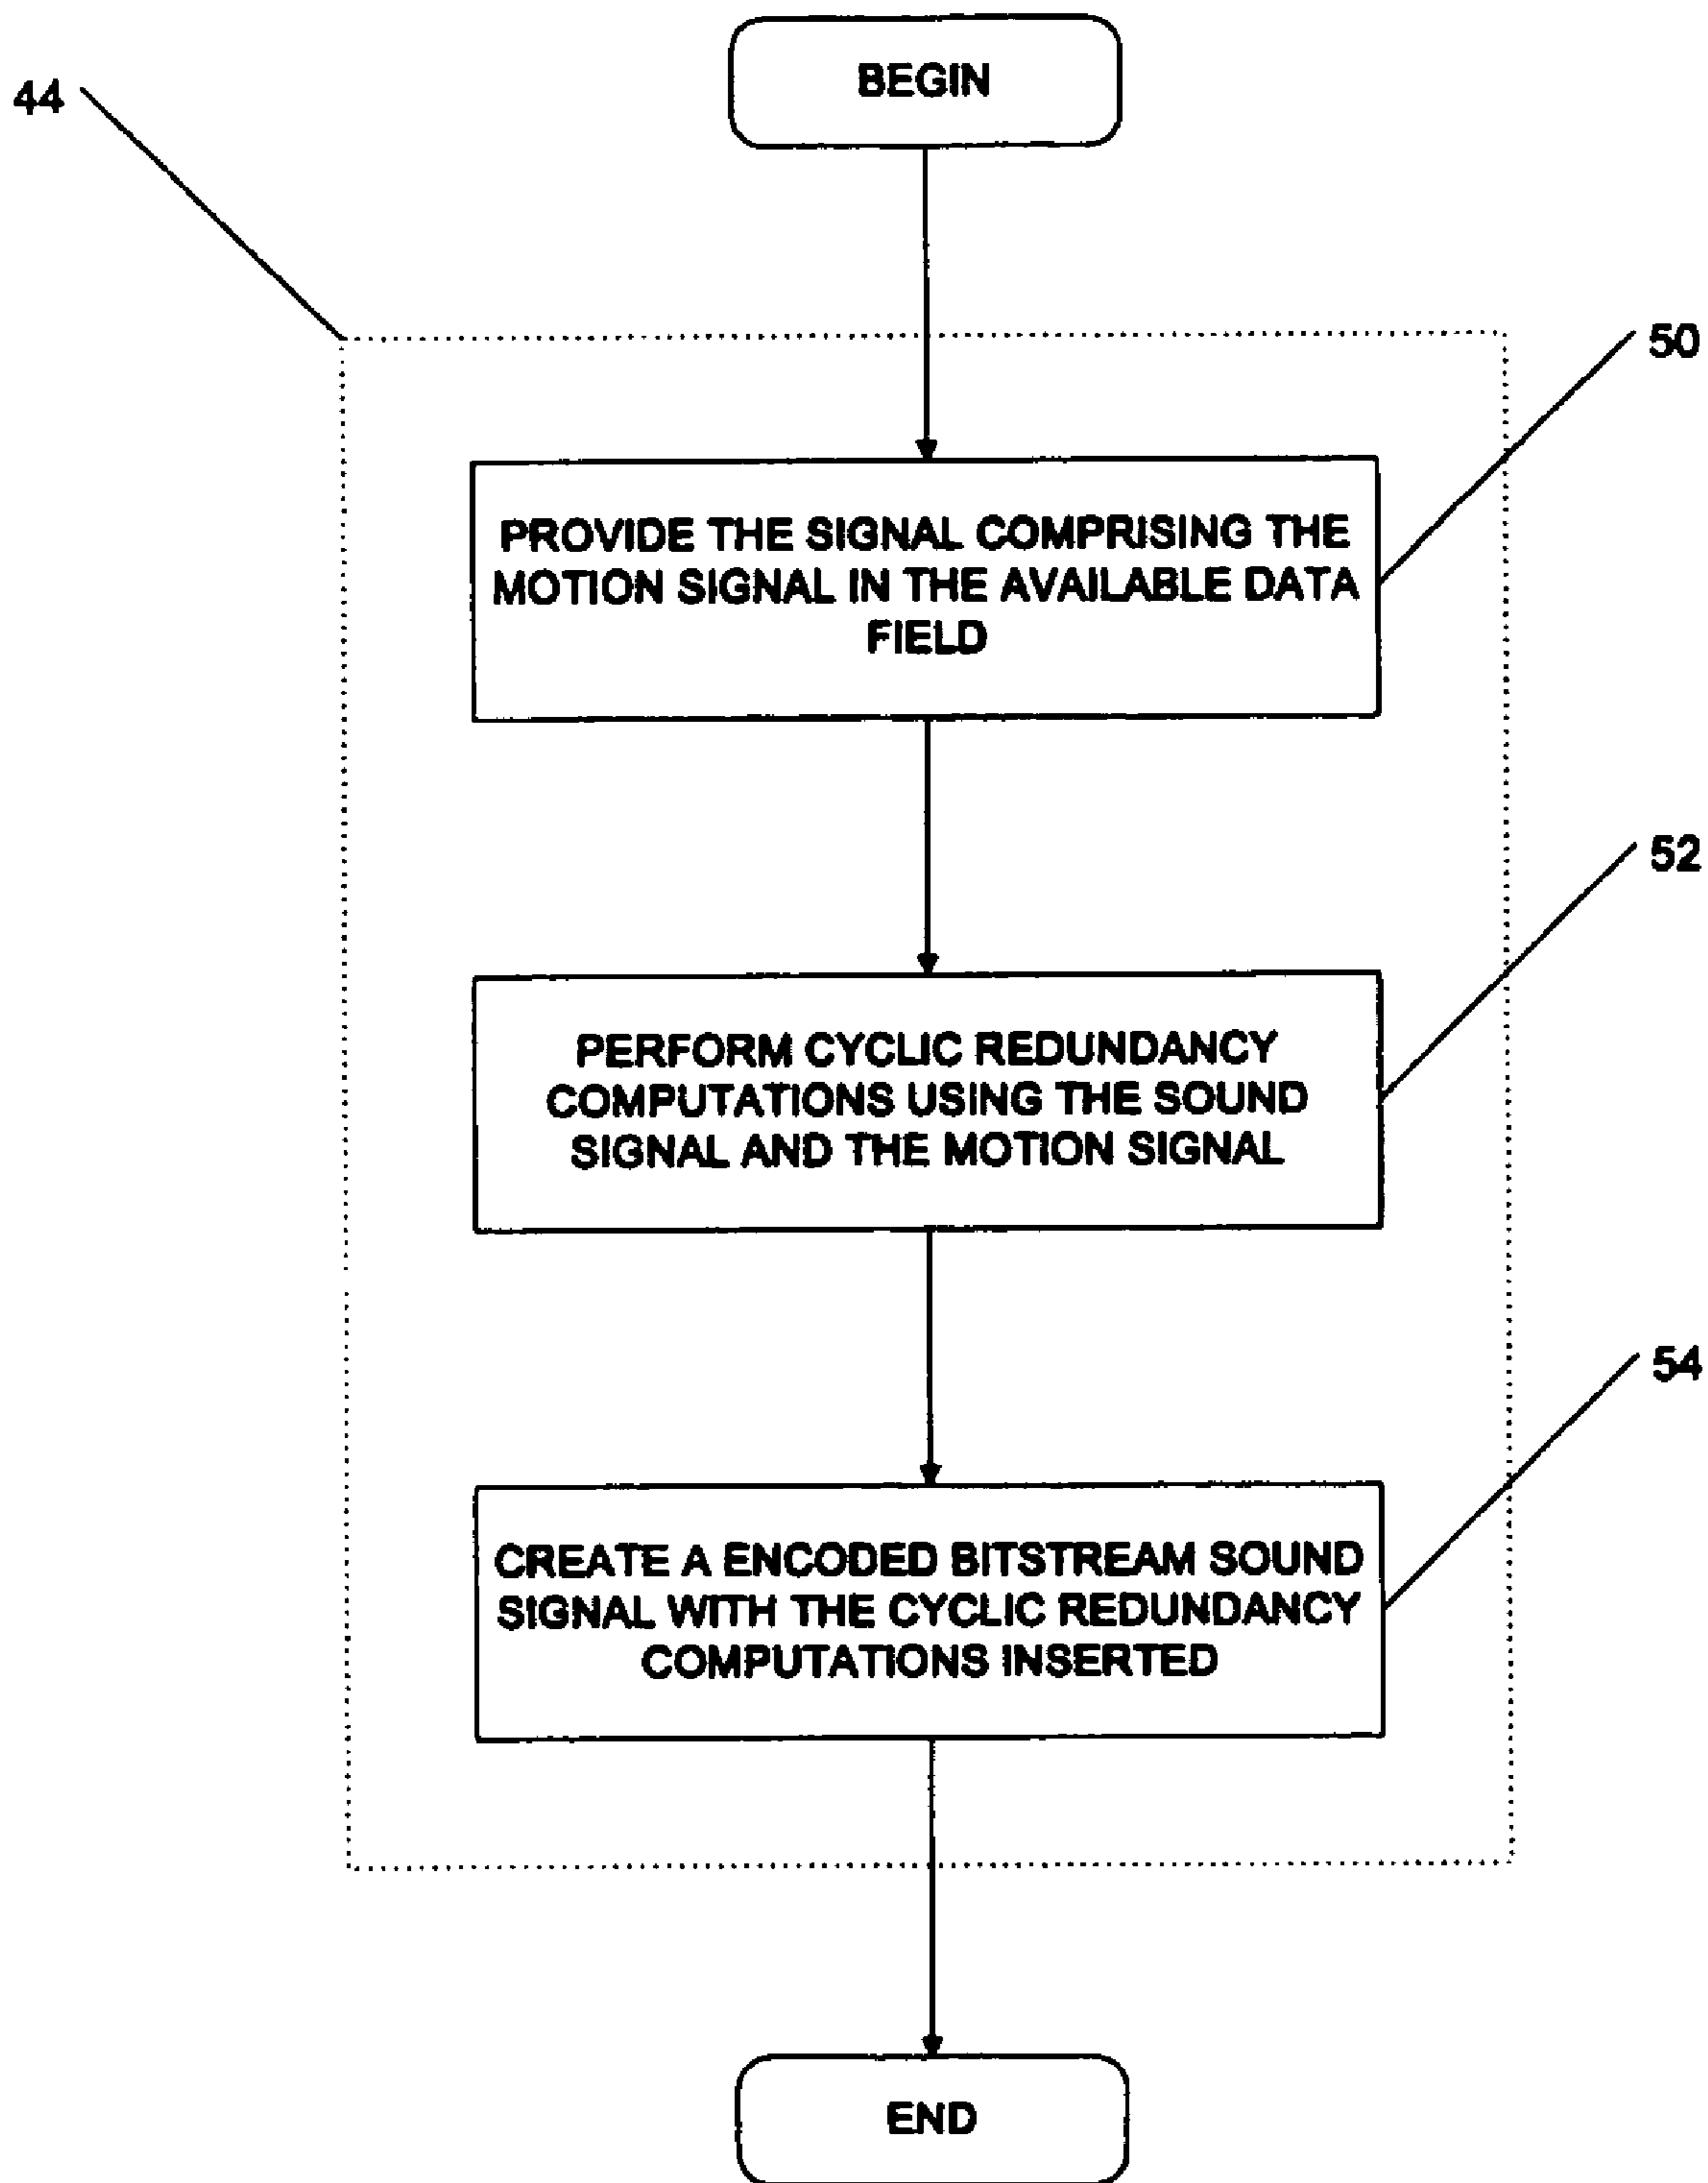 BEGIN
44
50
PROVIDE THE SIGNAL COMPRISING THE
MOTION SIGNAL IN THE AVAILABLE DATA
FIELD
52
PERFORM CYCLIC REDUNDANCY
COMPUTATIONS USING THE SOUND
SIGNAL AND THE MOTION SIGNAL
54
CREATE A ENCODED BITSTREAM SOUND
SIGNAL WITH THE CYCLIC REDUNDANCY
COMPUTATIONS INSERTED
END